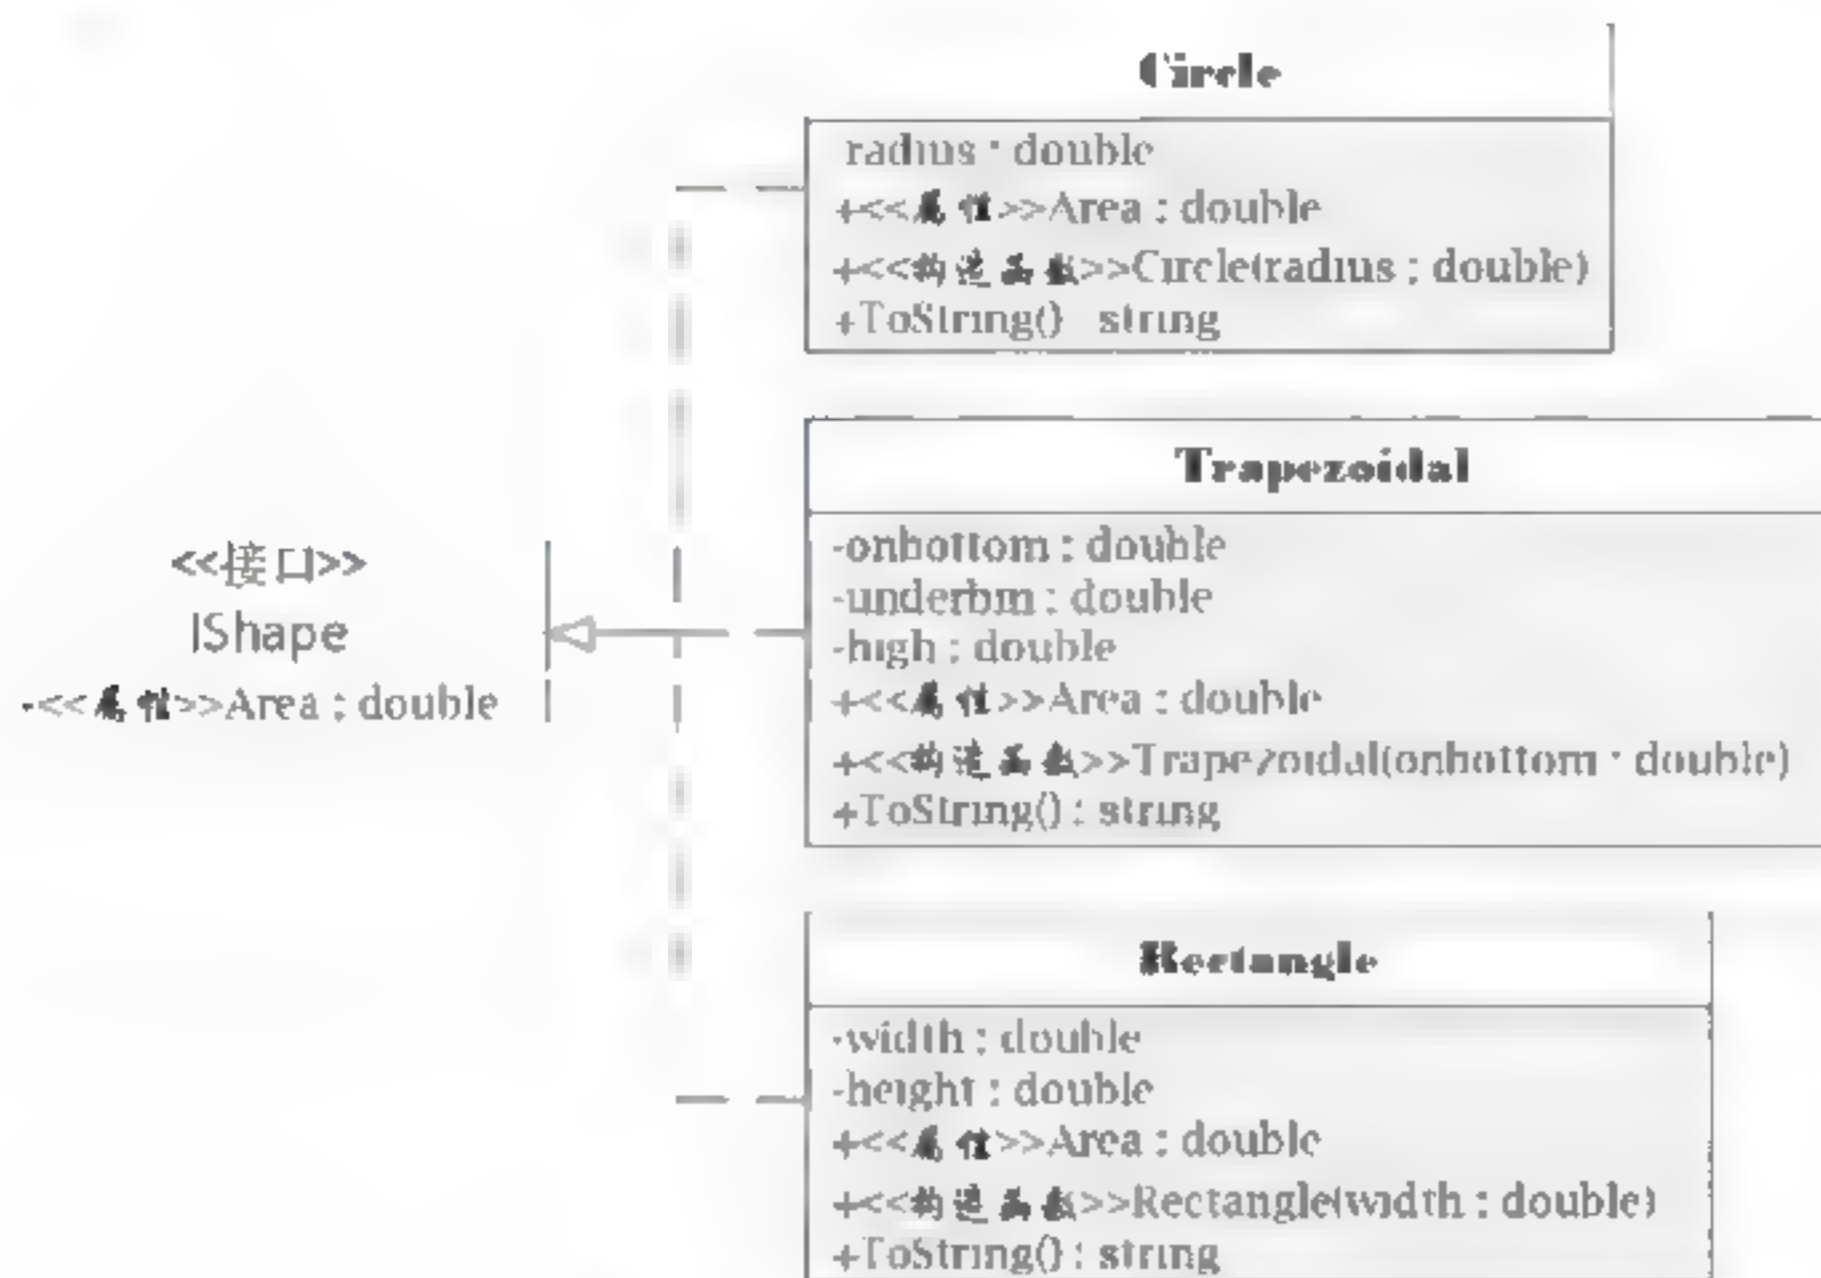 Circle
radius : double
+<<属性>>Area : double
+<<构造函数>>Circle(radius : double)
+ToString() string
<<接口>>
IShape
-<<属性>>Area : double
Trapezoidal
-onbottom : double
-underbm : double
-high : double
+<<属性>>Area : double
+<<构造函数>>Trapezoidal(onbottom : double)
+ToString() : string
Rectangle
-width : double
-height : double
+<<属性>>Area : double
+<<构造函数>>Rectangle(width : double)
+ToString() : string